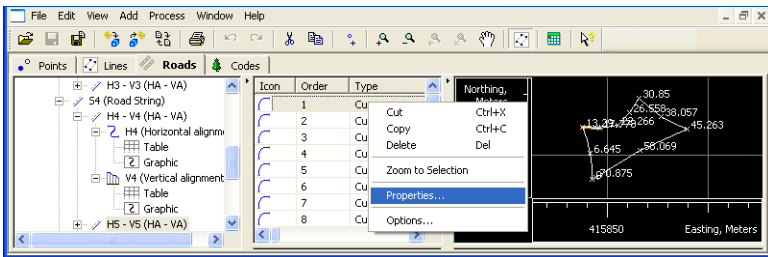 File Edit View Add Process Window Help
Points Lines Roads Codes
H3 - V3 (HA - VA)
S4 (Road String)
H4 - V4 (HA - VA)
H4 (Horizontal alignm
Table
Graphic
V4 (Vertical alignment
Table
Graphic
H5 - V5 (HA - VA)
Icon Order Type
1 Cu
2 Cu
3 Cu
4 Cu
5 Cu
6 Cu
7 Cu
8 Cu
Cut Ctrl+X
Copy Ctrl+C
Delete Del
Zoom to Selection
Properties...
Options...
Northing,
Meters
30.85
26.558
38.057
45.263
6.645
56.069
70.875
415850 Easting, Meters